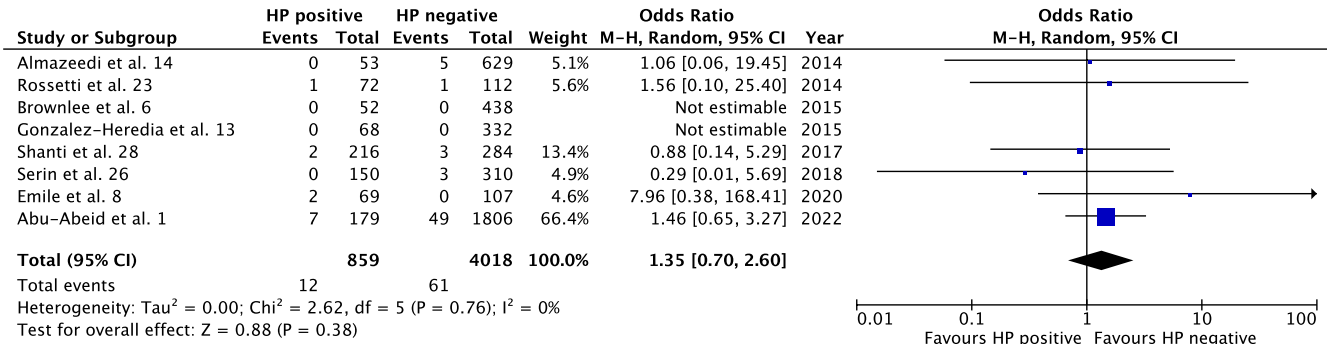 HP positive HP negative Odds Ratio Odds Ratio
Study or Subgroup Events Total Events Total Weight M-H, Random, 95% CI Year M-H, Random, 95% CI
Almazeedi et al. 14 0 53 5 629 5.1% 1.06 [0.06, 19.45] 2014
Rossetti et al. 23 1 72 1 112 5.6% 1.56 [0.10, 25.40] 2014
Brownlee et al. 6 0 52 0 438 Not estimable 2015
Gonzalez-Heredia et al. 13 0 68 0 332 Not estimable 2015
Shanti et al. 28 2 216 3 284 13.4% 0.88 [0.14, 5.29] 2017
Serin et al. 26 0 150 3 310 4.9% 0.29 [0.01, 5.69] 2018
Emile et al. 8 2 69 0 107 4.6% 7.96 [0.38, 168.41] 2020
Abu-Abeid et al. 1 7 179 49 1806 66.4% 1.46 [0.65, 3.27] 2022
Total (95% CI) 859 4018 100.0% 1.35 [0.70, 2.60]
Total events 12 61
Heterogeneity: Tau² = 0.00; Chi² = 2.62, df = 5 (P = 0.76); I² = 0%
Test for overall effect: Z = 0.88 (P = 0.38)
0.01 0.1 1 10 100
Favours HP positive Favours HP negative